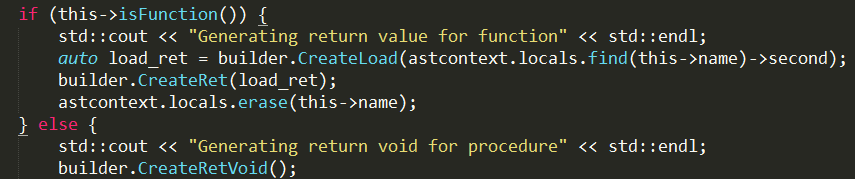 if (this->isFunction()) {
    std::cout << "Generating return value for function" << std::endl;
    auto load_ret = builder.CreateLoad(astcontext.locals.find(this->name)->second);
    builder.CreateRet(load_ret);
    astcontext.locals.erase(this->name);
} else {
    std::cout << "Generating return void for procedure" << std::endl;
    builder.CreateRetVoid();